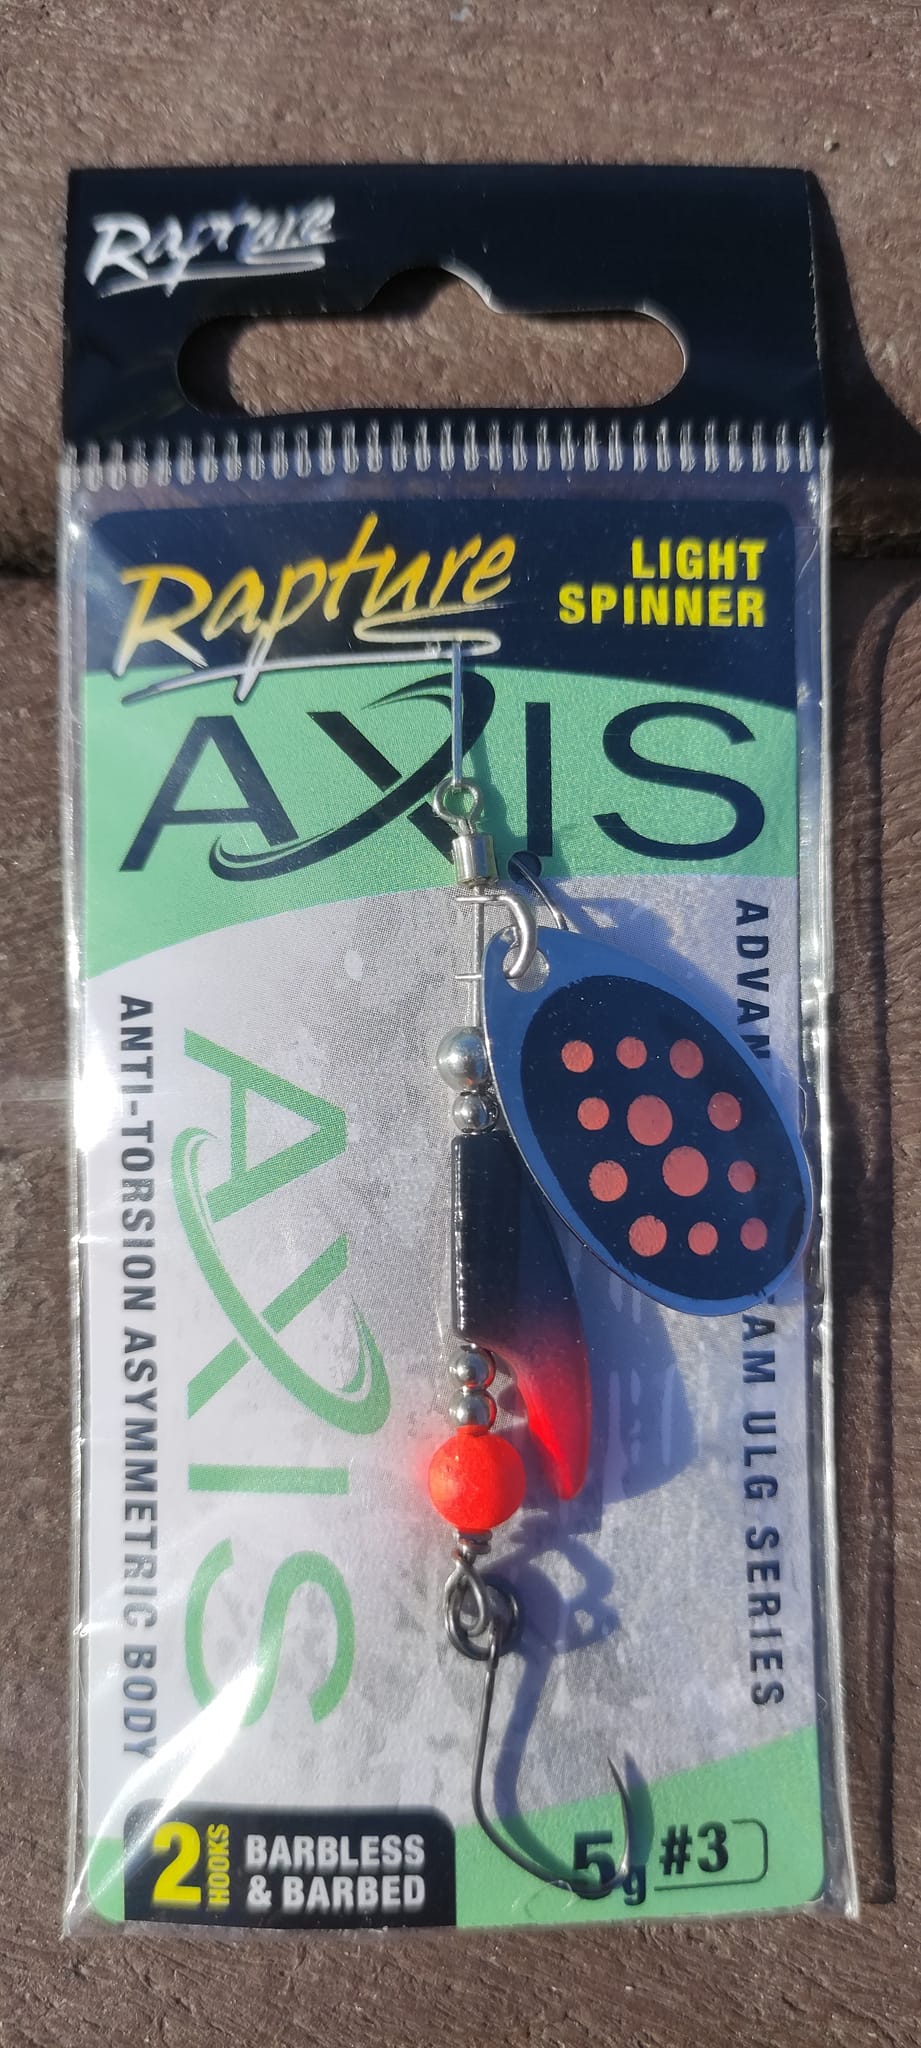 Rapture
Rapture
LIGHT
SPINNER
AXIS
ADVAN
AM ULG SERIES
ANTI-TORSION ASYMMETRIC BODY
AXIS
2 HOOKS
BARBLESS
& BARBED
5g #3